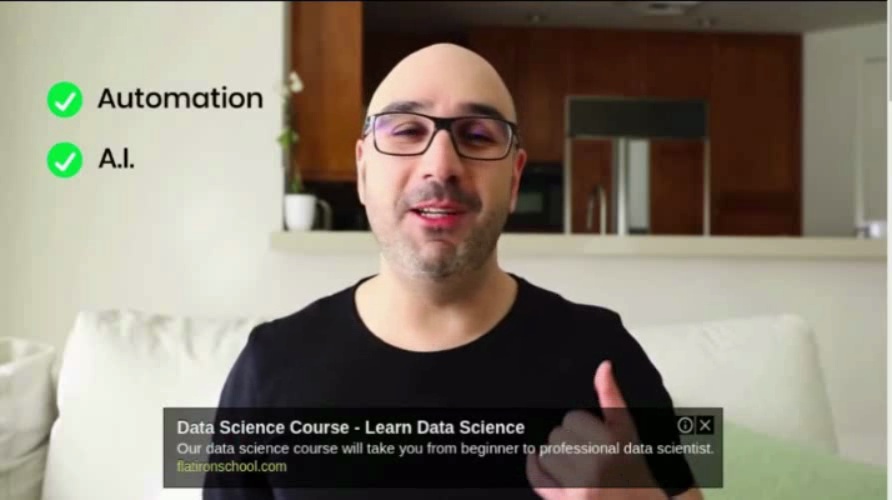 Automation
A.I.
Data Science Course - Learn Data Science
Our data science course will take you from beginner to professional data scientist.
flatironschool.com